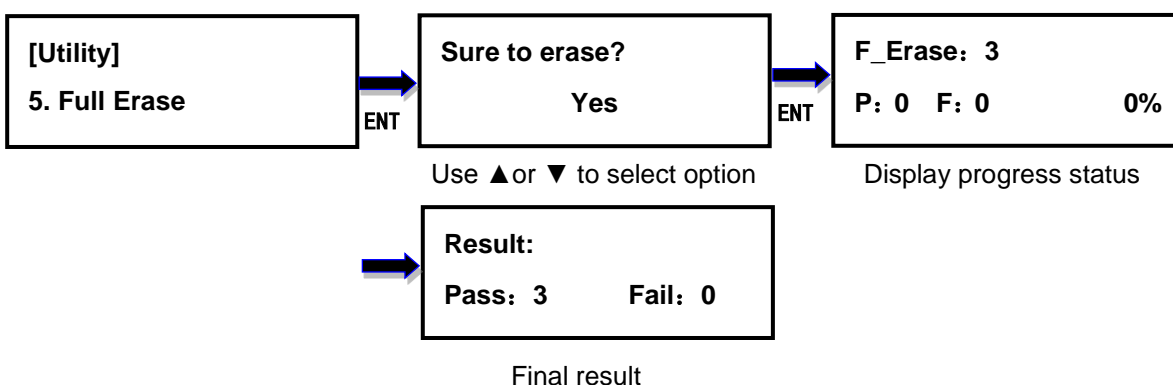 [Utility]
5. Full Erase
ENT
Sure to erase?
Yes
Use ▲or ▼ to select option
ENT
F_Erase：3
P：0 F：0 0%
Display progress status
Result:
Pass：3 Fail：0
Final result